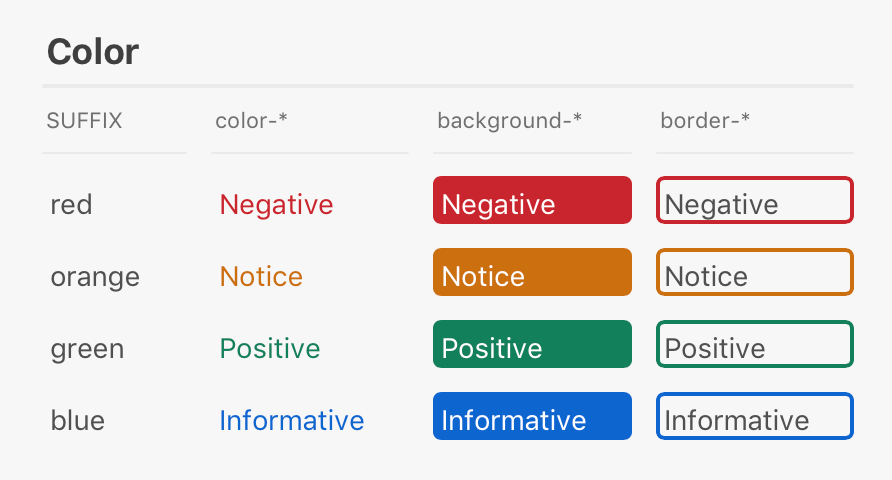 Color
SUFFIX color-* background-* border-*
red Negative Negative Negative
orange Notice Notice Notice
green Positive Positive Positive
blue Informative Informative Informative